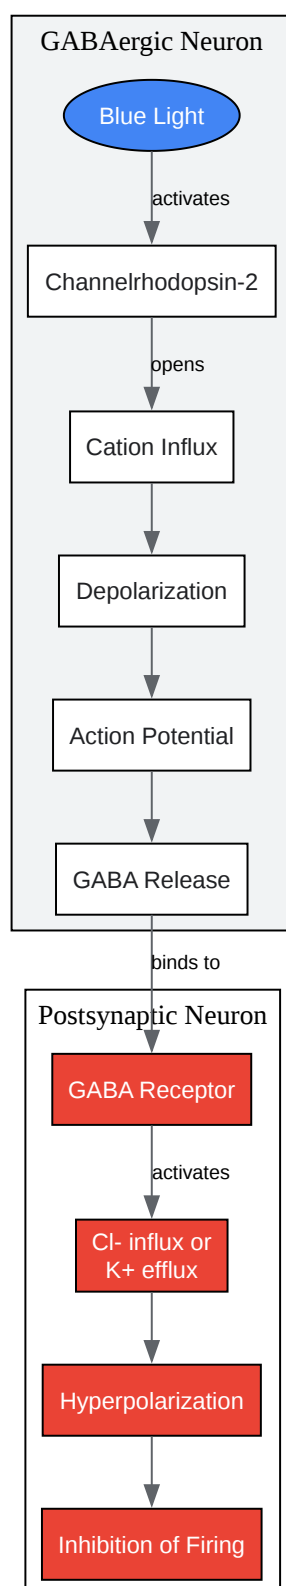 GABAergic Neuron
Blue Light
activates
Channelrhodopsin-2
opens
Cation Influx
Depolarization
Action Potential
GABA Release
binds to
Postsynaptic Neuron
GABA Receptor
activates
Cl- influx or
K+ efflux
Hyperpolarization
Inhibition of Firing